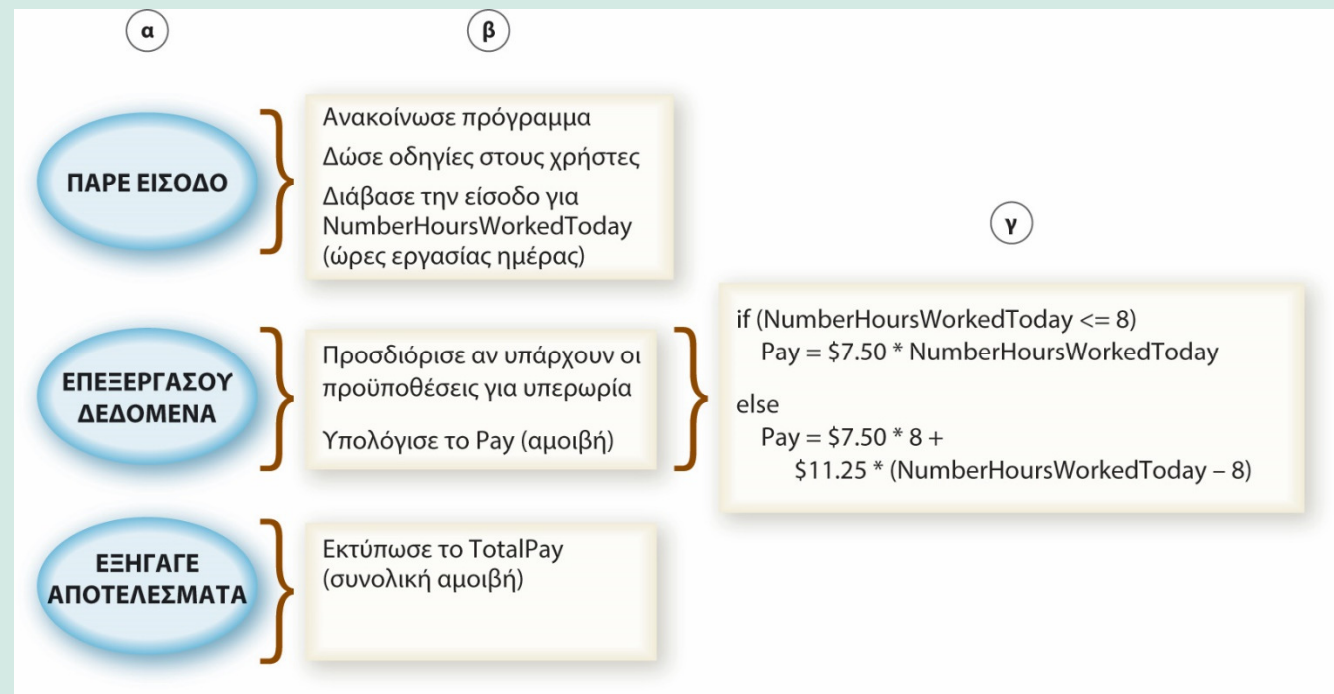 α
β
ΠΑΡΕ ΕΙΣΟΔΟ
Ανακοίνωσε πρόγραμμα
Δώσε οδηγίες στους χρήστες
Διάβασε την είσοδο για
NumberHoursWorkedToday
(ώρες εργασίας ημέρας)
γ
ΕΠΕΞΕΡΓΑΣΟΥ
ΔΕΔΟΜΕΝΑ
Προσδιόρισε αν υπάρχουν οι
προϋποθέσεις για υπερωρία
Υπολόγισε το Pay (αμοιβή)
if (NumberHoursWorkedToday <= 8)
Pay = $7.50 * NumberHoursWorkedToday
else
Pay = $7.50 * 8 +
$11.25 * (NumberHoursWorkedToday – 8)
ΕΞΗΓΑΓΕ
ΑΠΟΤΕΛΕΣΜΑΤΑ
Εκτύπωσε το TotalPay
(συνολική αμοιβή)